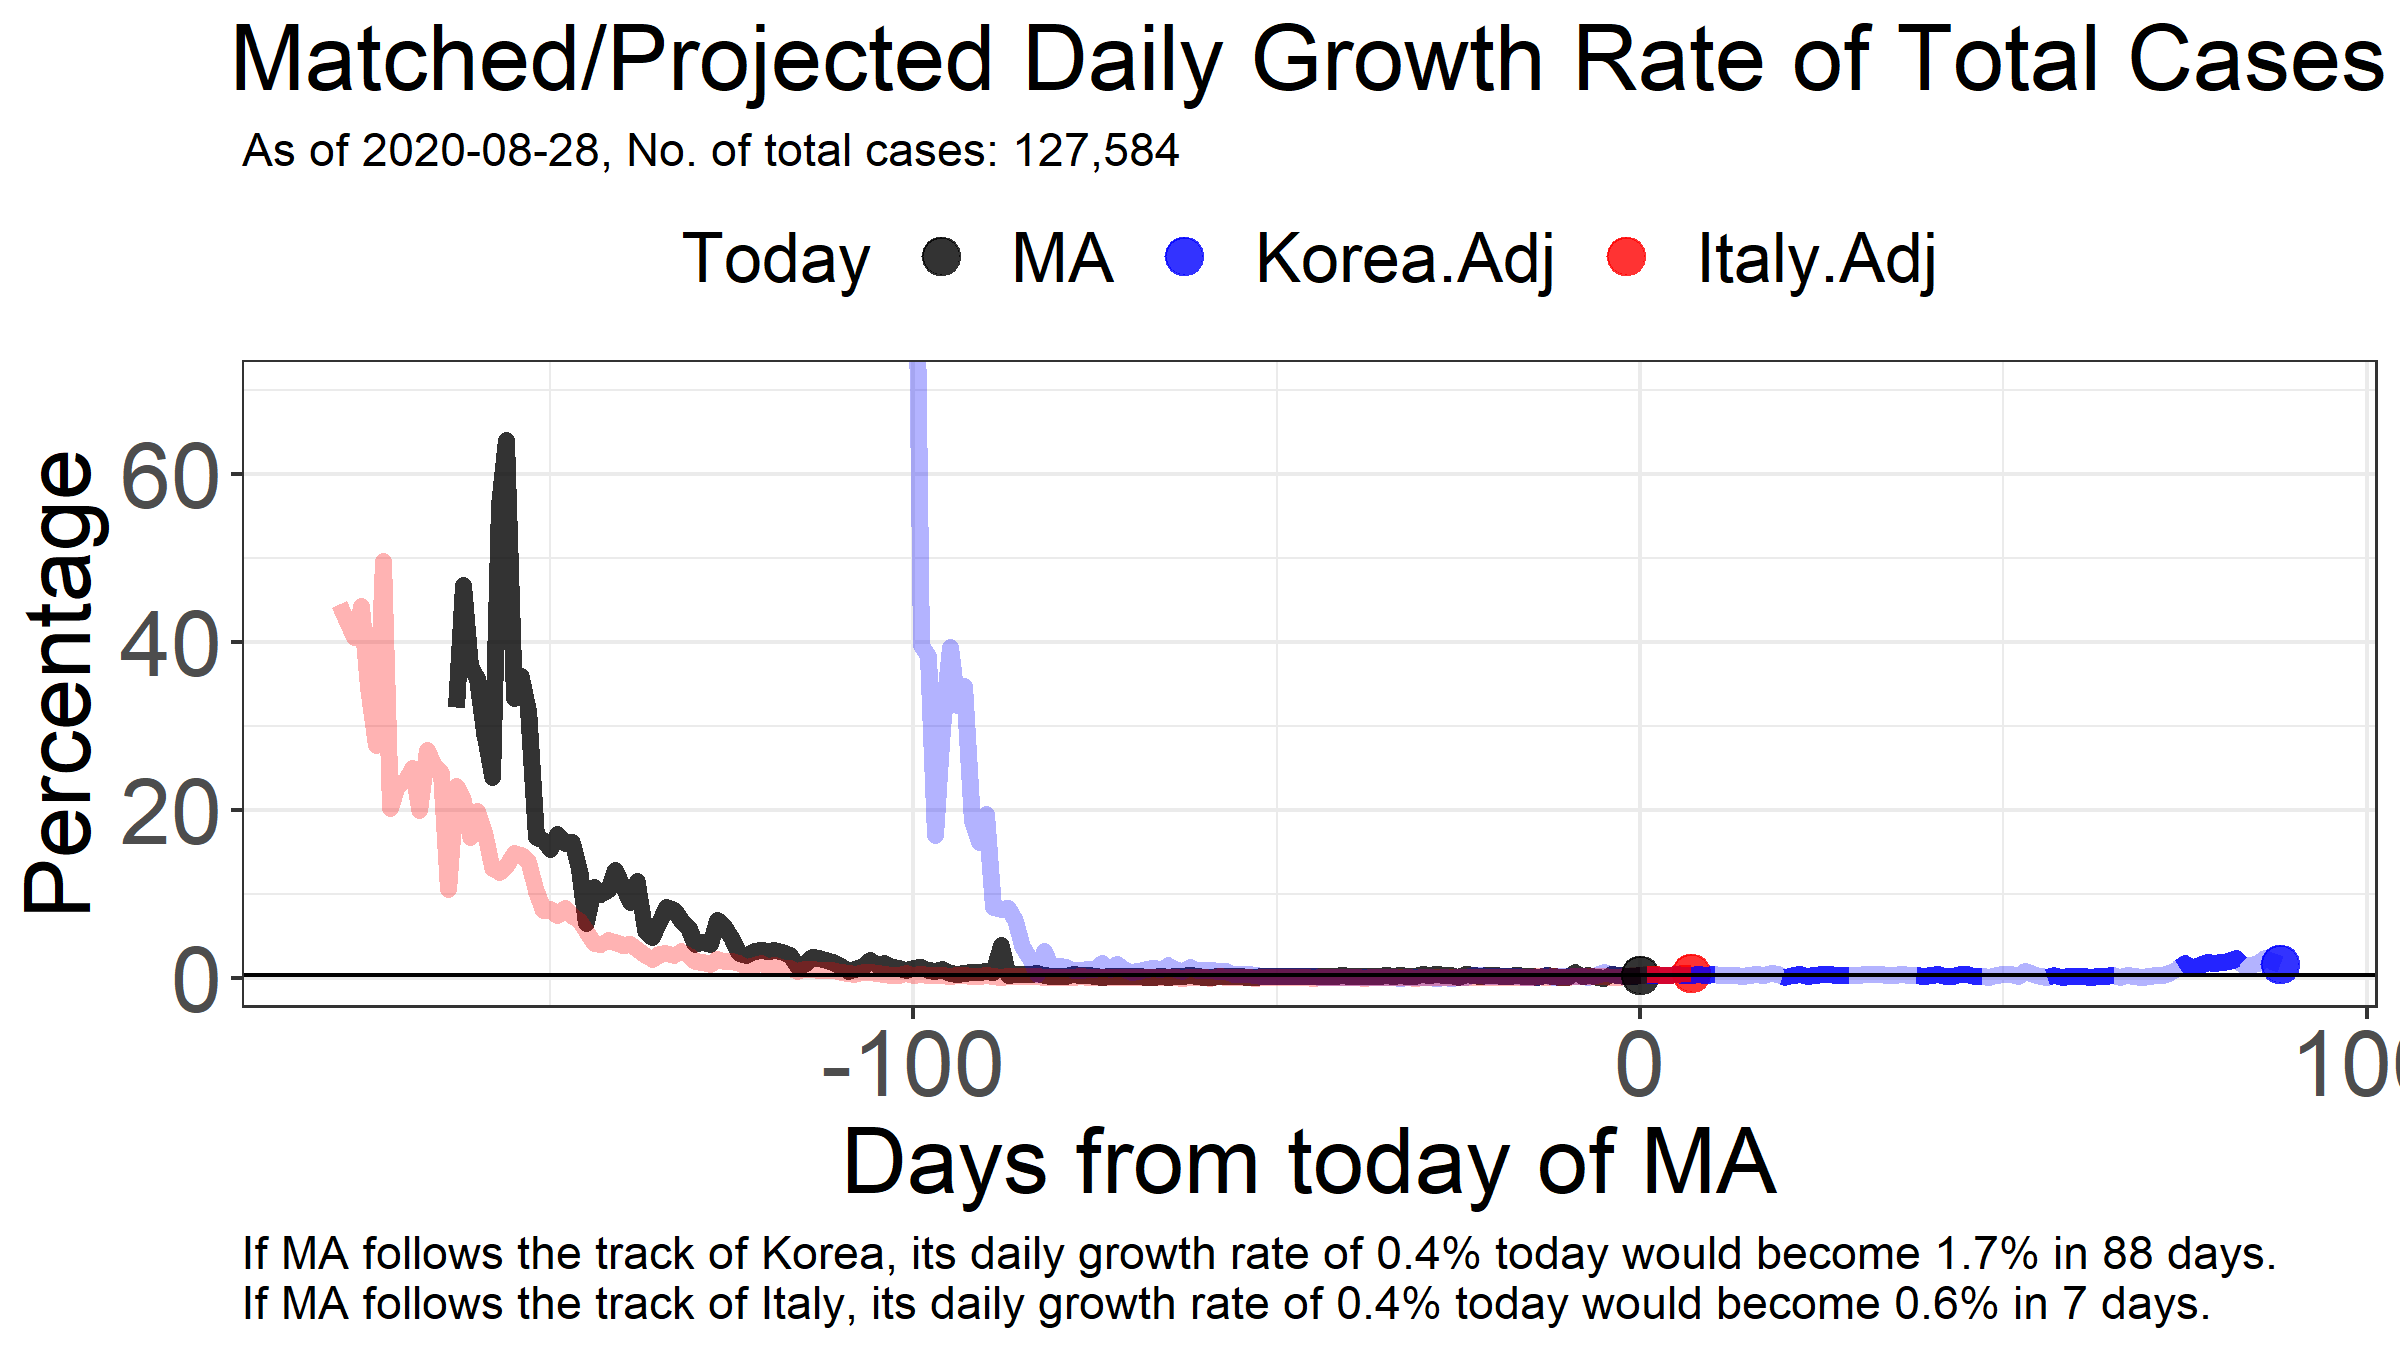 Matched/Projected Daily Growth Rate of Total Cases
As of 2020-08-28, No. of total cases: 127,584
Today MA Korea.Adj Italy.Adj
Percentage
60
40
20
0
-100 0 100
Days from today of MA
If MA follows the track of Korea, its daily growth rate of 0.4% today would become 1.7% in 88 days.
If MA follows the track of Italy, its daily growth rate of 0.4% today would become 0.6% in 7 days.